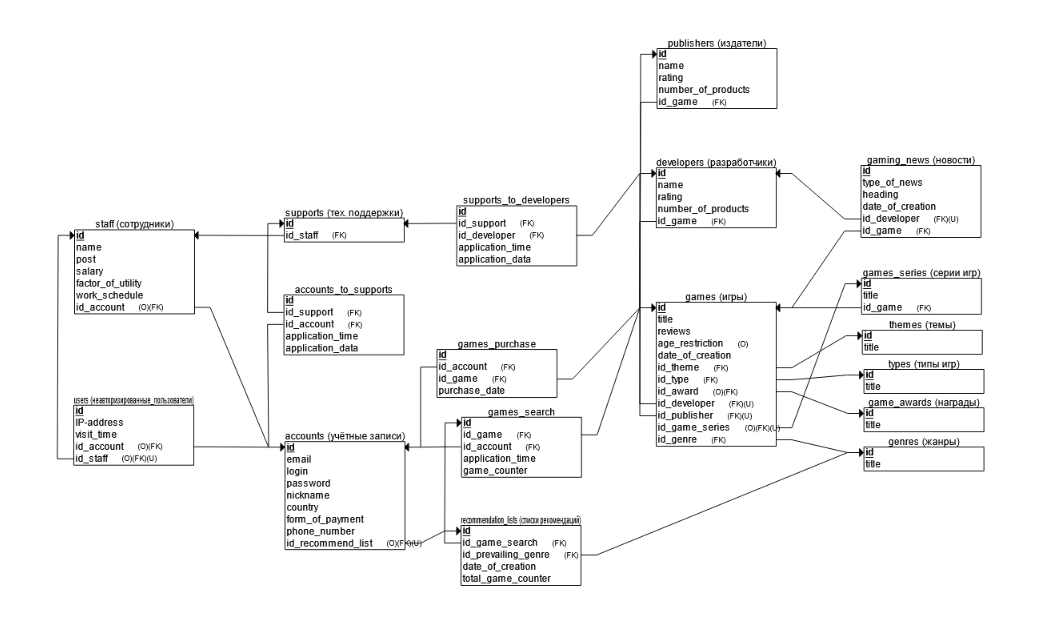 publishers (издатели)
id
name
rating
number_of_products
id_game (FK)
developers (разработчики)
id
name
rating
number_of_products
id_game (FK)
gaming_news (новости)
id
type_of_news
heading
date_of_creation
id_developer (FK)(U)
id_game (FK)
supports_to_developers
id
id_support (FK)
id_developer (FK)
application_time
application_data
supports (тех. поддержки)
id
id_staff (FK)
staff (сотрудники)
id
name
post
salary
factor_of_utility
work_schedule
id_account (O)(FK)
accounts_to_supports
id
id_support (FK)
id_account (FK)
application_time
application_data
games_purchase
id
id_account (FK)
id_game (FK)
purchase_date
games (игры)
id
title
reviews
age_restriction (O)
date_of_creation
id_theme (FK)
id_type (FK)
id_award (O)(FK)
id_developer (FK)(U)
id_publisher (FK)(U)
id_game_series (O)(FK)(U)
id_genre (FK)
games_series (серии игр)
id
title
id_game (FK)
themes (темы)
id
title
types (типы игр)
id
title
game_awards (награды)
id
title
genres (жанры)
id
title
users (неавторизированные_пользователи)
id
IP-address
visit_time
id_account (O)(FK)
id_staff (O)(FK)(U)
accounts (учётные записи)
id
email
login
password
nickname
country
form_of_payment
phone_number
id_recommend_list (O)(FK)(U)
games_search
id
id_game (FK)
id_account (FK)
application_time
game_counter
recommendation_lists (списки рекомендаций)
id
id_game_search (FK)
id_prevailing_genre (FK)
date_of_creation
total_game_counter